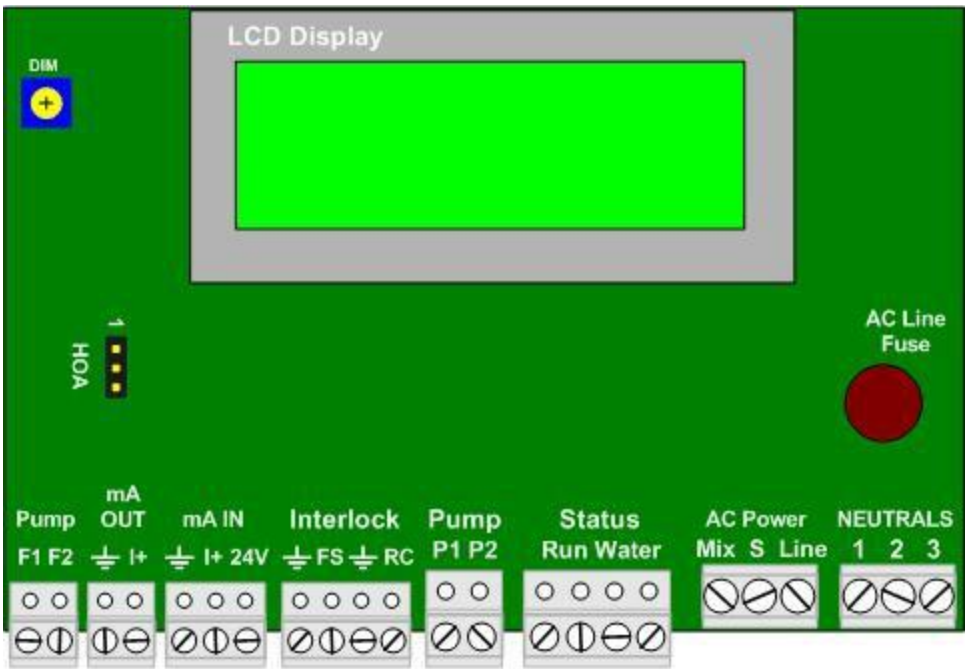 LCD Display
DIM
1
HOA
AC Line
Fuse
Pump
F1 F2
mA
OUT
I+
mA IN
I+ 24V
Interlock
FS RC
Pump
P1 P2
Status
Run Water
AC Power
Mix S Line
NEUTRALS
1 2 3